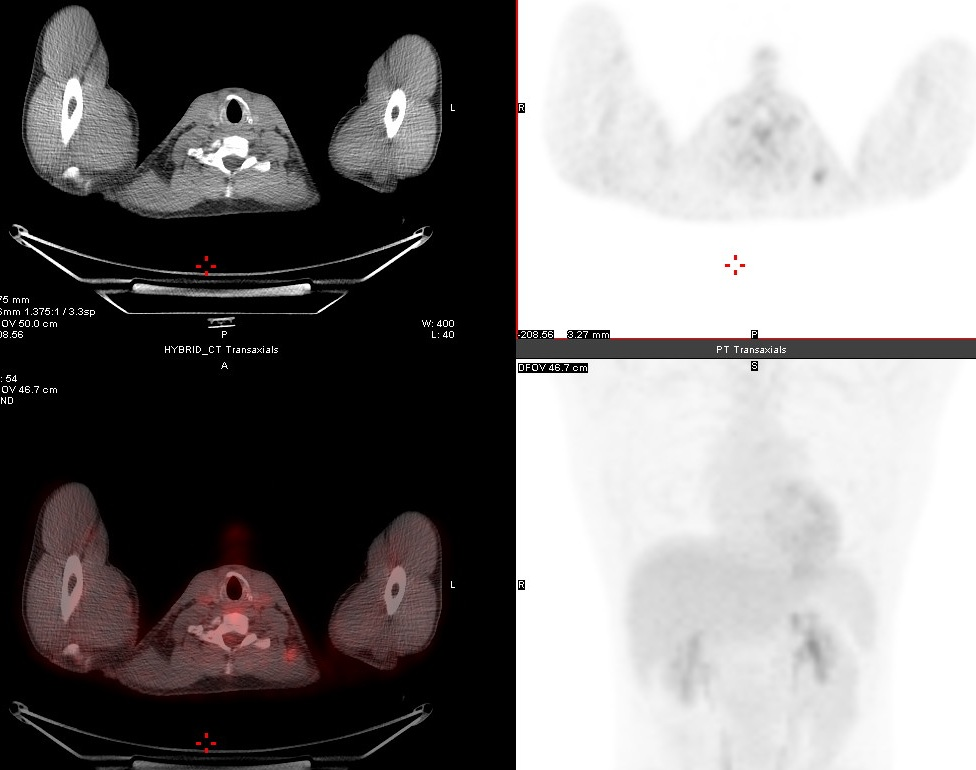 L
R
75 mm
6mm 1.375:1 / 3.3sp
OV 50.0 cm
08.56
P
W: 400
L: 40
-208.56 3.27 mm
P
HYBRID_CT Transaxials
PT Transaxials
A
: 54
OV 46.7 cm
ND
L
DFOV 46.7 cm
S
R